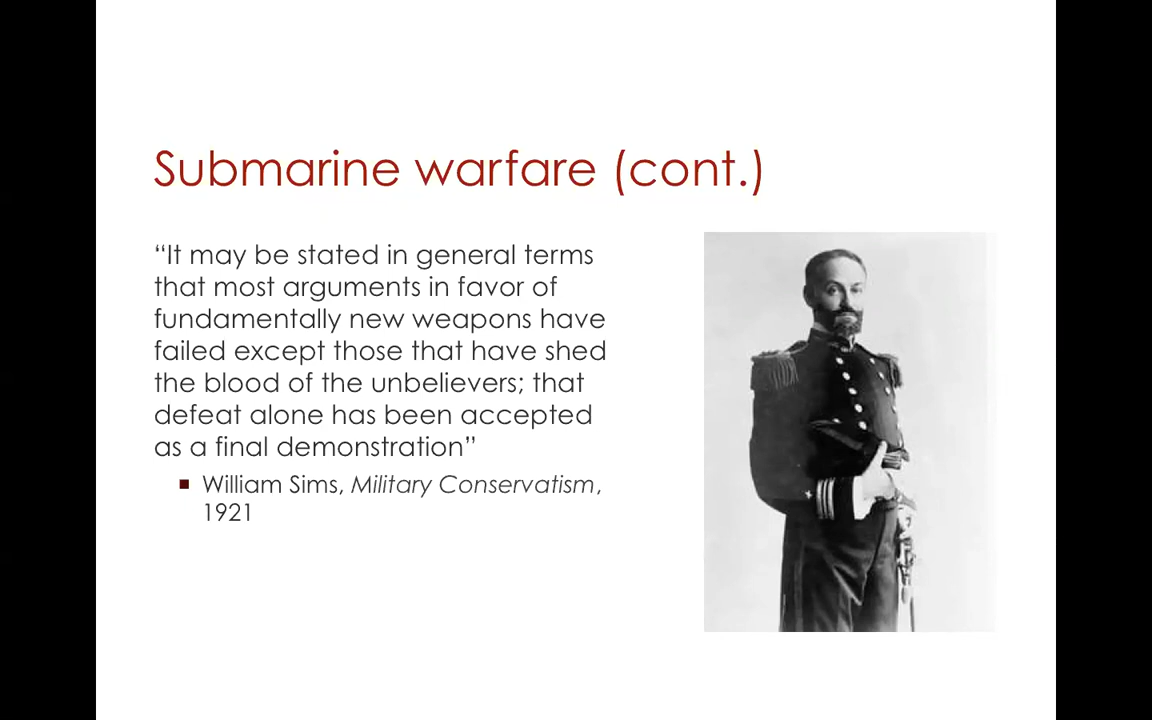 Submarine warfare (cont.)
“It may be stated in general terms
that most arguments in favor of
fundamentally new weapons have
failed except those that have shed
the blood of the unbelievers; that
defeat alone has been accepted
as a final demonstration”
William Sims, Military Conservatism,
1921